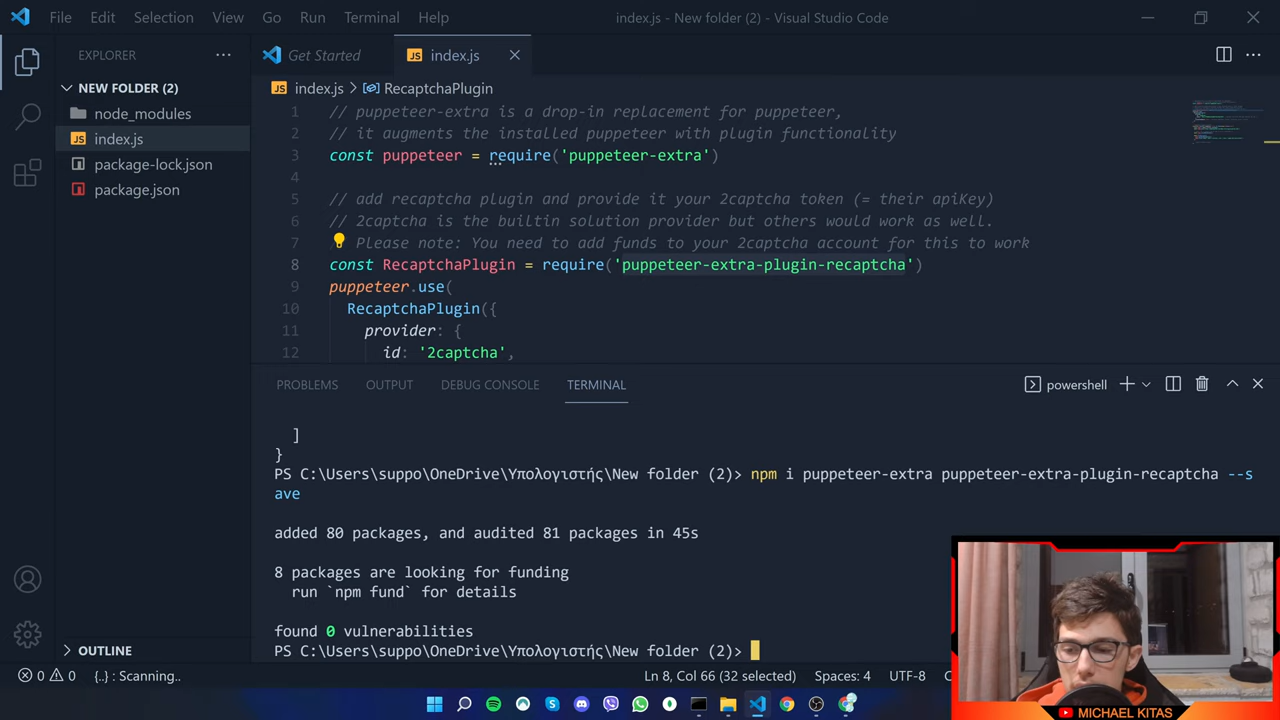 File Edit Selection View Go Run Terminal Help
index.js - New folder (2) - Visual Studio Code
EXPLORER
Get Started
JS index.js
NEW FOLDER (2)
node_modules
JS index.js
package-lock.json
package.json
JS index.js > RecaptchaPlugin
1 // puppeteer-extra is a drop-in replacement for puppeteer,
2 // it augments the installed puppeteer with plugin functionality
3 const puppeteer = require('puppeteer-extra')
4
5 // add recaptcha plugin and provide it your 2captcha token (= their apiKey)
6 // 2captcha is the builtin solution provider but others would work as well.
7 // Please note: You need to add funds to your 2captcha account for this to work
8 const RecaptchaPlugin = require('puppeteer-extra-plugin-recaptcha')
9 puppeteer.use(
10 RecaptchaPlugin({
11 provider: {
12 id: '2captcha',
PROBLEMS OUTPUT DEBUG CONSOLE TERMINAL
powershell
]
}
PS C:\Users\suppo\OneDrive\Υπολογιστής\New folder (2)> npm i puppeteer-extra puppeteer-extra-plugin-recaptcha --s
ave
added 80 packages, and audited 81 packages in 45s
8 packages are looking for funding
run `npm fund` for details
found 0 vulnerabilities
PS C:\Users\suppo\OneDrive\Υπολογιστής\New folder (2)>
OUTLINE
0 0 {..} : Scanning..
Ln 8, Col 66 (32 selected) Spaces: 4 UTF-8
MICHAEL KITAS